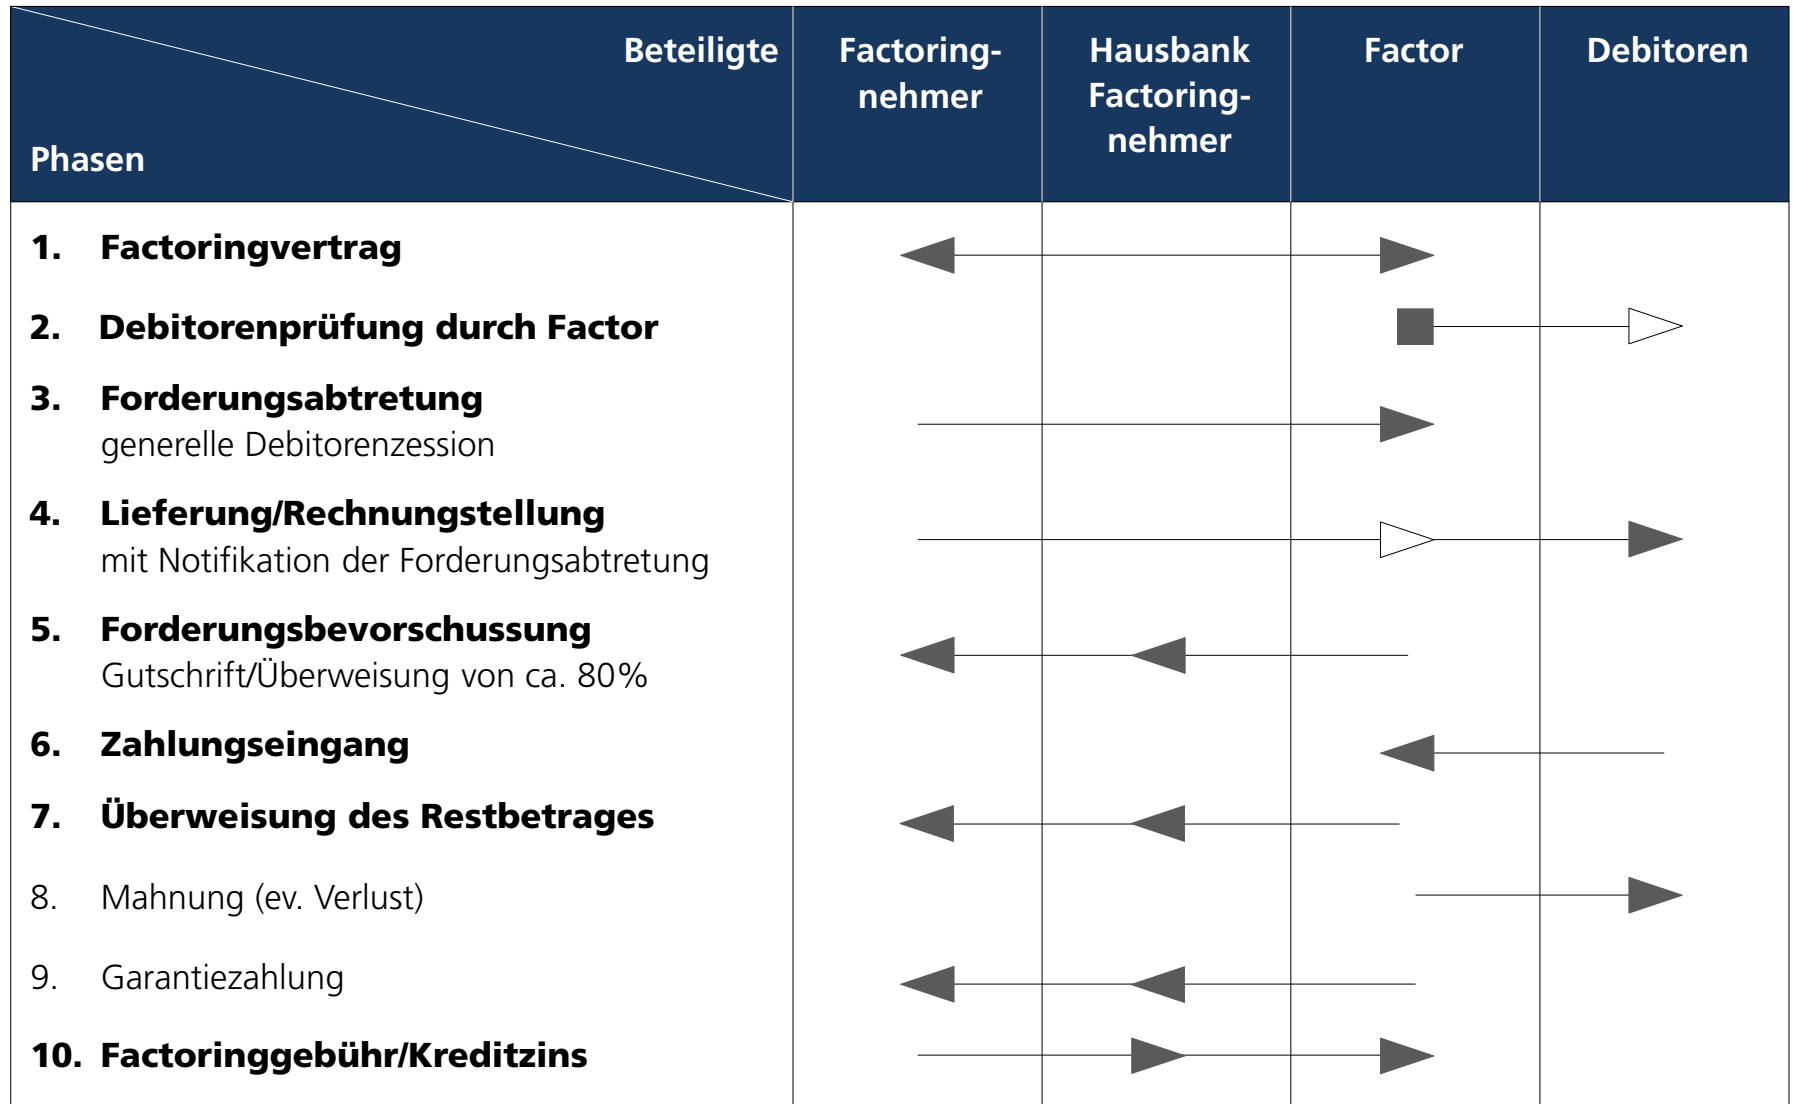 Beteiligte
Phasen
Factoring-
nehmer
Hausbank
Factoring-
nehmer
Factor
Debitoren
1. Factoringvertrag
2. Debitorenprüfung durch Factor
3. Forderungsabtretung
generelle Debitorenzession
4. Lieferung/Rechnungstellung
mit Notifikation der Forderungsabtretung
5. Forderungsbevorschussung
Gutschrift/Überweisung von ca. 80%
6. Zahlungseingang
7. Überweisung des Restbetrages
8. Mahnung (ev. Verlust)
9. Garantiezahlung
10. Factoringgebühr/Kreditzins